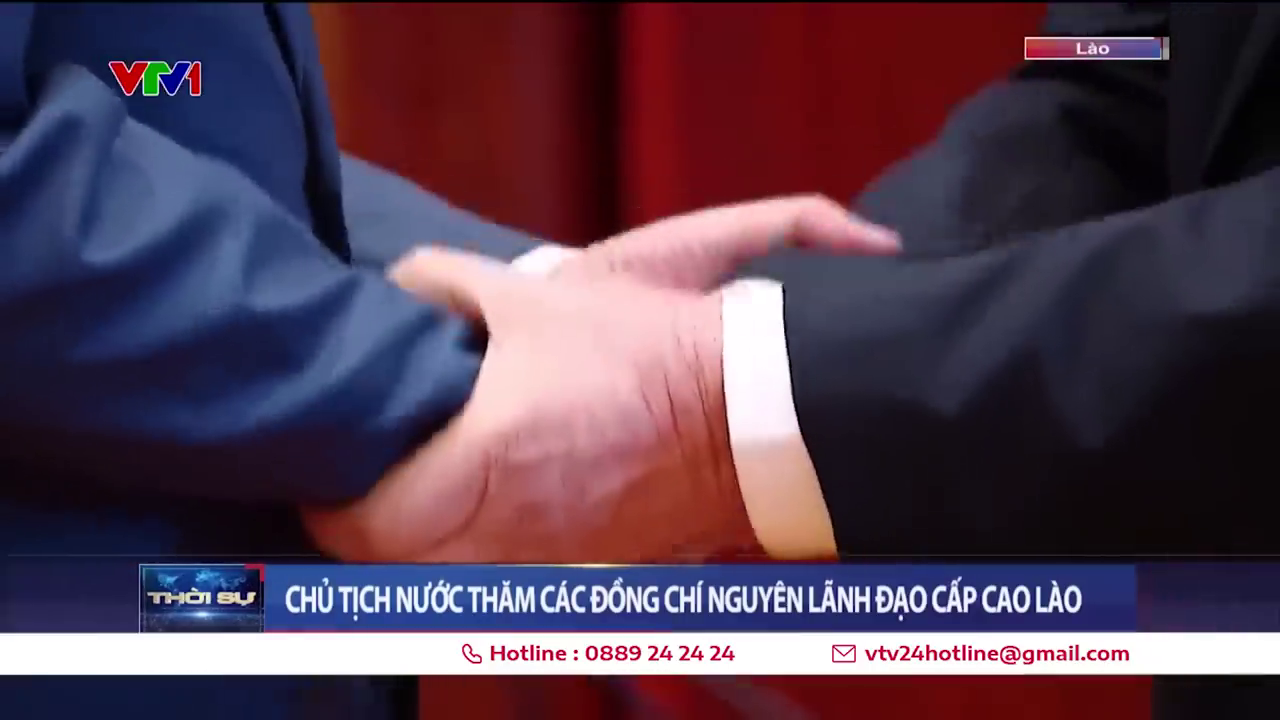 VTV1
Lào
THỜI SỰ
CHỦ TỊCH NƯỚC THĂM CÁC ĐỒNG CHÍ NGUYÊN LÃNH ĐẠO CẤP CAO LÀO
Hotline : 0889 24 24 24
vtv24hotline@gmail.com